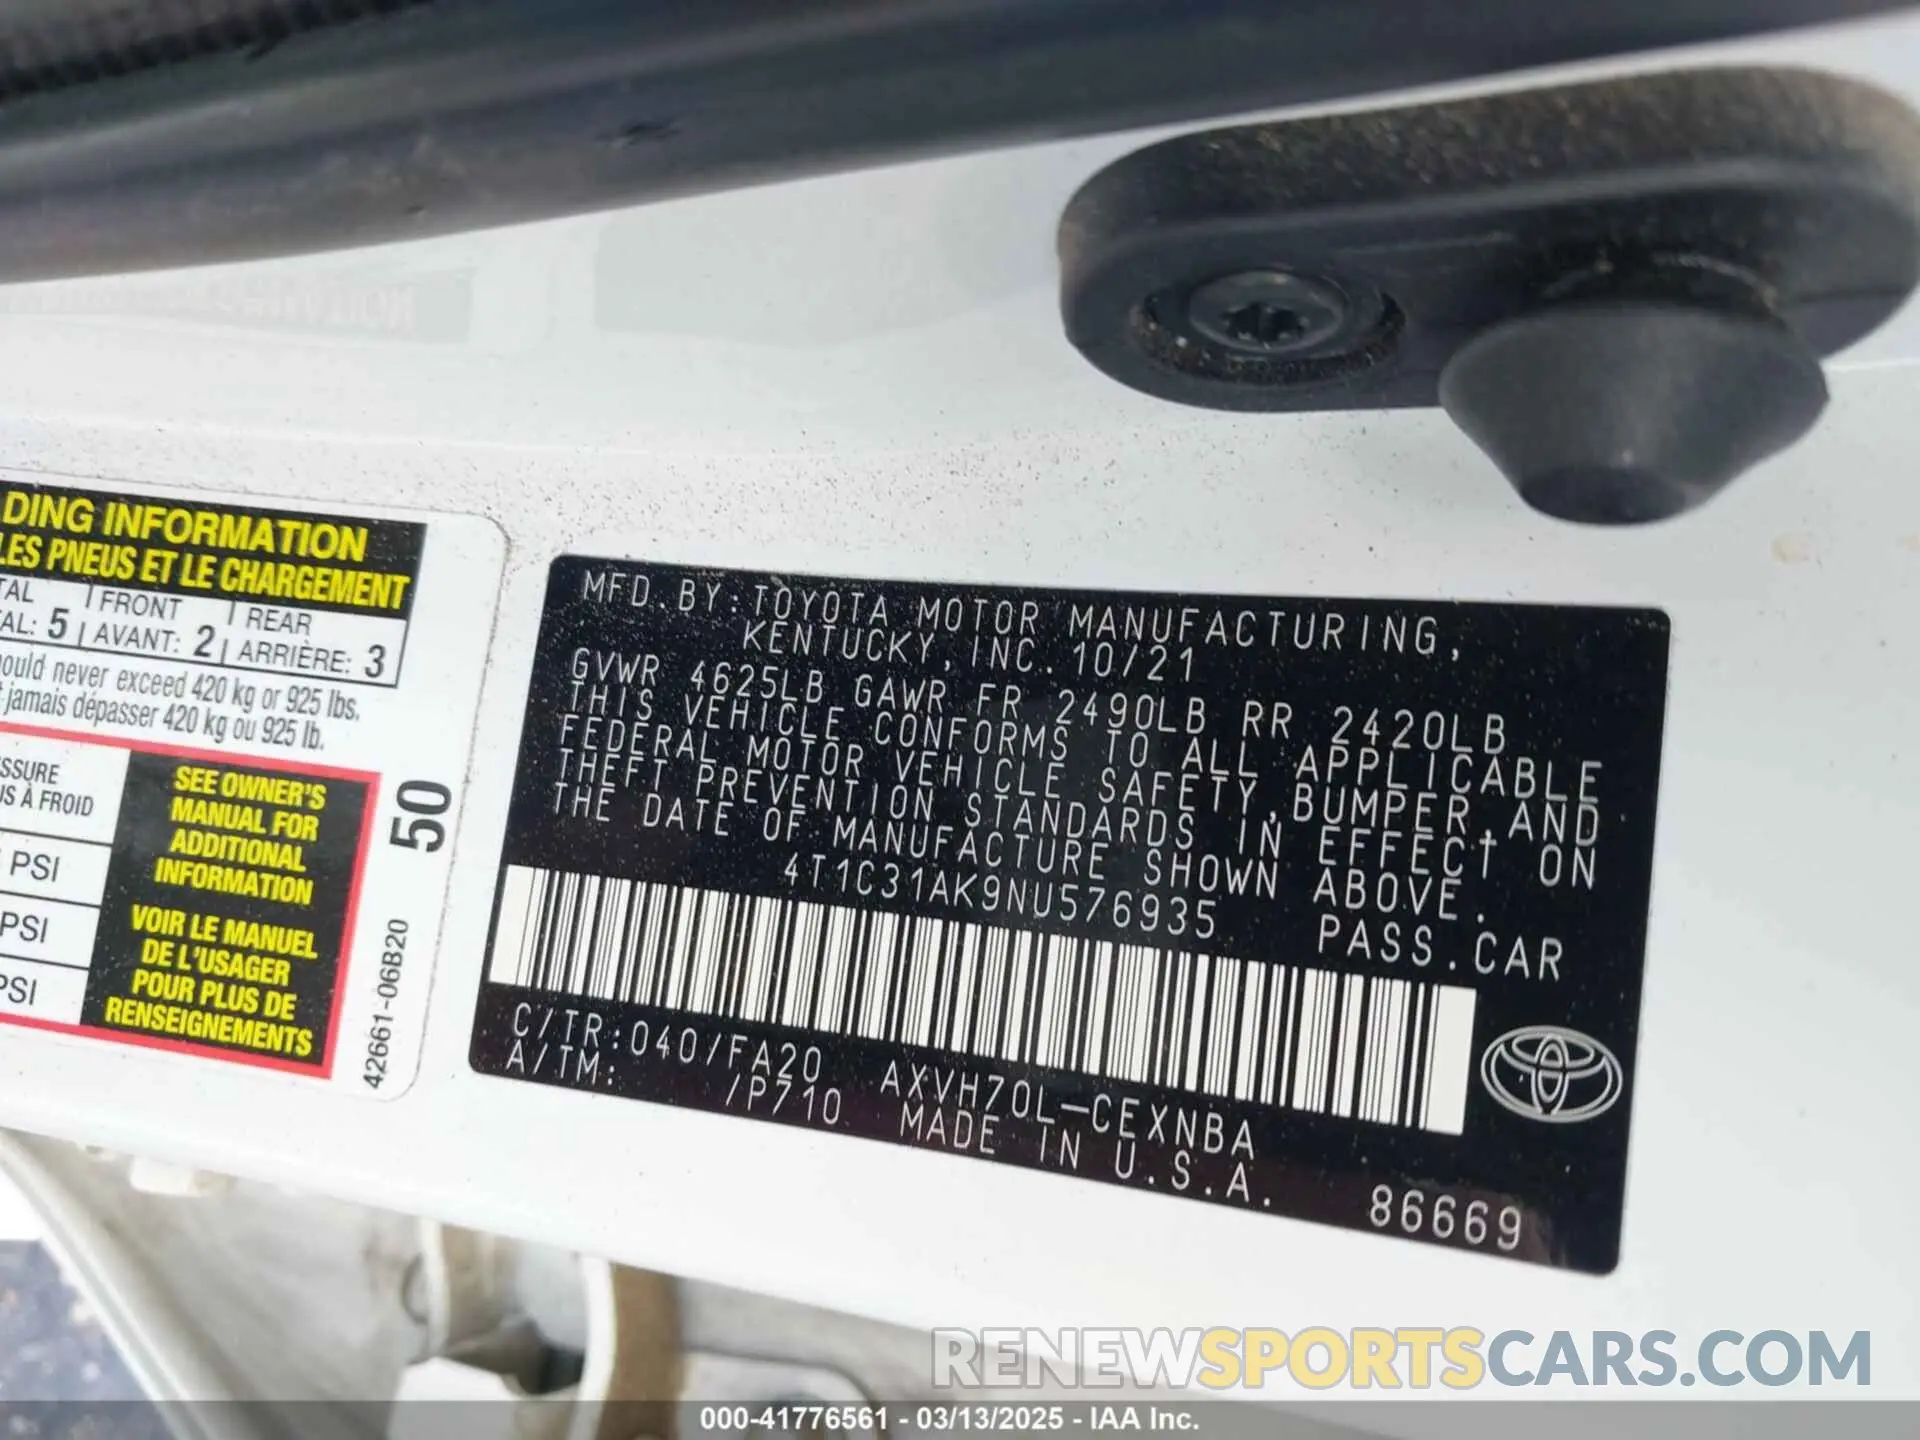 DING INFORMATION
LES PNEUS ET LE CHARGEMENT
TAL FRONT REAR
AL: 5 AVANT: 2 ARRIÈRE: 3
ould never exceed 420 kg or 925 lbs.
jamais dépasser 420 kg ou 925 lb.
SSURE
US À FROID
PSI
PSI
PSI
SEE OWNER'S
MANUAL FOR
ADDITIONAL
INFORMATION
VOIR LE MANUEL
DE L'USAGER
POUR PLUS DE
RENSEIGNEMENTS
50
42661-06B20
MFD.BY:TOYOTA MOTOR MANUFACTURING,
KENTUCKY,INC.10/21
GVWR 4625LB GAWR FR 2490LB RR 2420LB
THIS VEHICLE CONFORMS TO ALL APPLICABLE
FEDERAL MOTOR VEHICLE SAFETY,BUMPER,AND
THEFT PREVENTION STANDARDS IN EFFECT ON
THE DATE OF MANUFACTURE SHOWN ABOVE.
4T1C31AK9NU576935 PASS.CAR
C/TR:040/FA20 AXVH70L-CEXNBA
A/TM: /P710 MADE IN U.S.A.
86669
RENEWSPORTSCARS.COM
000-41776561 - 03/13/2025 - IAA Inc.